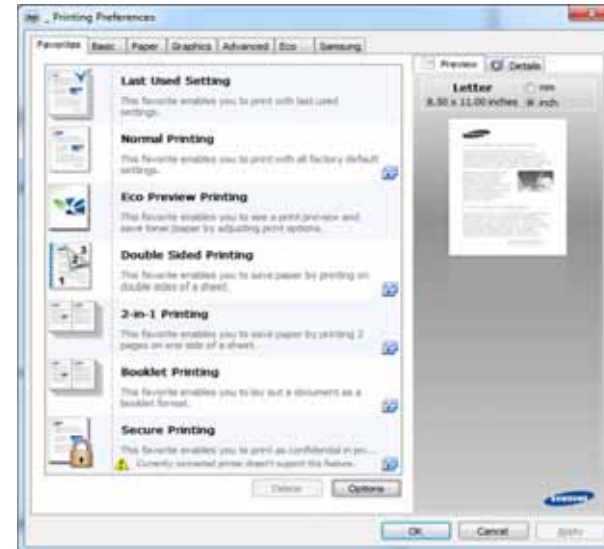 _ Printing Preferences
Favorites Basic Paper Graphics Advanced Eco Samsung
Last Used Setting
This favorite enables you to print with last used
settings.
Normal Printing
This favorite enables you to print with all factory default
settings.
Eco Preview Printing
This favorite enables you to see a print preview and
save toner/paper by adjusting print options.
Double Sided Printing
This favorite enables you to save paper by printing on
double sides of a sheet.
2-in-1 Printing
This favorite enables you to save paper by printing 2
pages on one side of a sheet.
Booklet Printing
This favorite enables you to lay out a document as a
booklet format.
Secure Printing
This favorite enables you to print as confidential in pri...
Currently connected printer doesn't support this feature.
Delete Options
Preview Details
Letter mm
8.50 x 11.00 inches inch
SAMSUNG
OK Cancel Apply